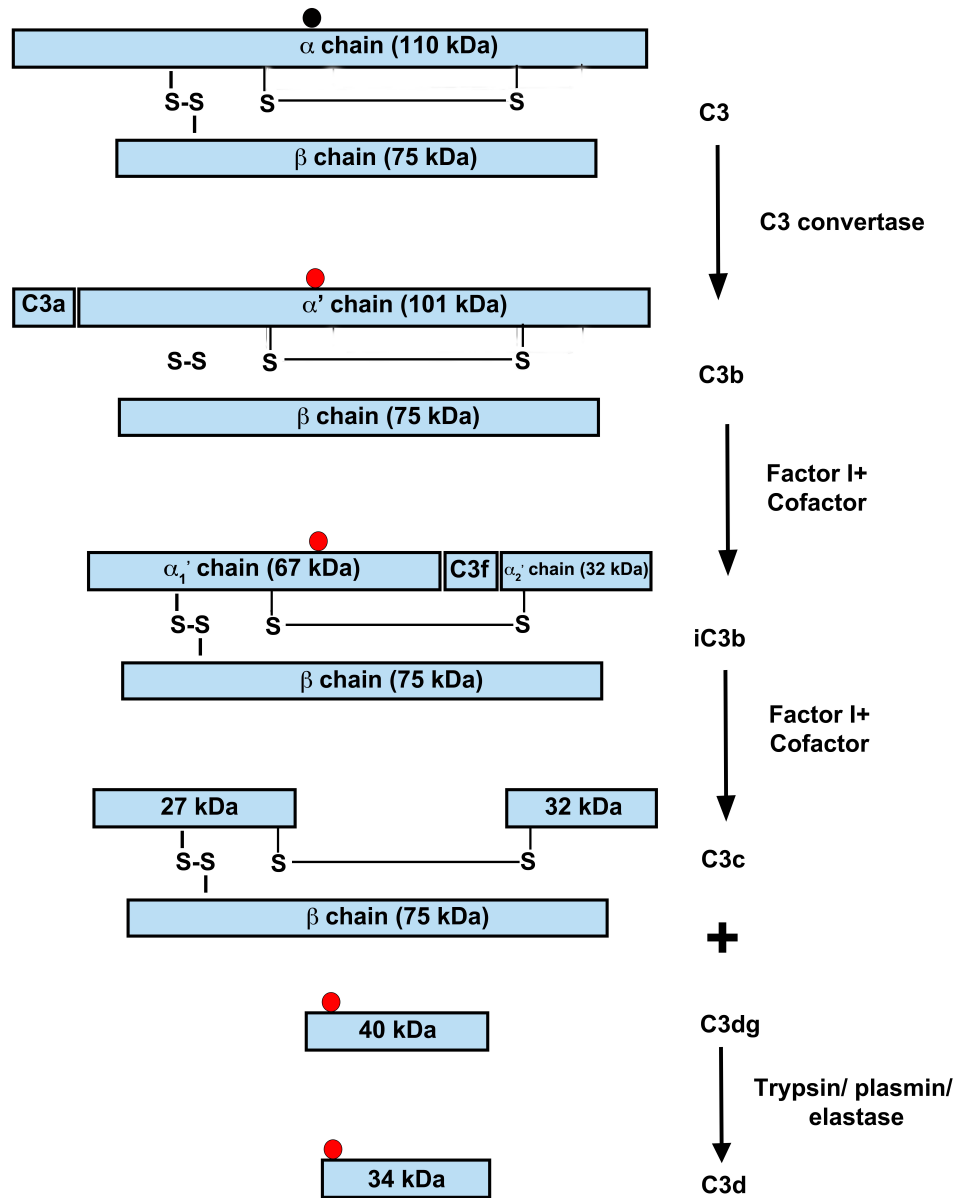 α chain (110 kDa)
S-S
S
S
C3
β chain (75 kDa)
C3 convertase
C3a
α’ chain (101 kDa)
S-S
S
S
C3b
β chain (75 kDa)
Factor I+
Cofactor
α1’ chain (67 kDa)
C3f
α2’ chain (32 kDa)
S-S
S
S
iC3b
β chain (75 kDa)
Factor I+
Cofactor
27 kDa
32 kDa
S-S
S
S
C3c
β chain (75 kDa)
+
40 kDa
C3dg
Trypsin/ plasmin/
elastase
34 kDa
C3d